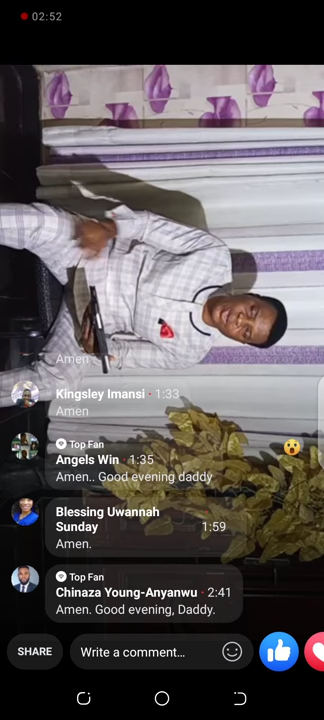 02:52
Amen
Kingsley Imansi · 1:33
Amen
Top Fan
Angels Win · 1:35
Amen.. Good evening daddy
Blessing Uwannah
Sunday 1:59
Amen.
Top Fan
Chinaza Young-Anyanwu · 2:41
Amen. Good evening, Daddy.
SHARE
Write a comment...